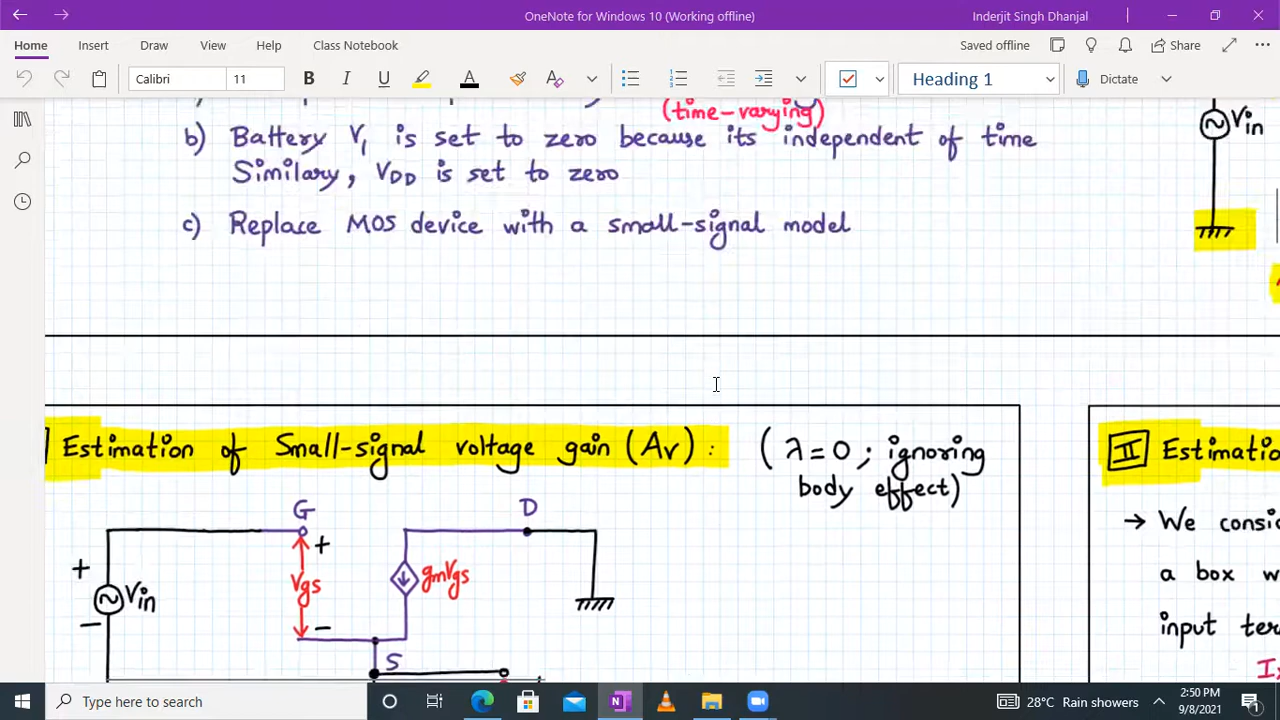 OneNote for Windows 10 (Working offline)
Inderjit Singh Dhanjal
Home Insert Draw View Help Class Notebook
Saved offline
Share
Calibri 11 B I U A Heading 1 Dictate
(time-varying)
b) Battery V1 is set to zero because its independent of time
Similary, VDD is set to zero
c) Replace MOS device with a small-signal model
Vin
Estimation of Small-signal voltage gain (Av) : (λ=0 ; ignoring
body effect)
G
D
+
+
Vin
Vgs
gmVgs
−
−
S
II Estimatio
→ We consi
a box w
input ter
I
Type here to search
28°C Rain showers
2:50 PM
9/8/2021
1